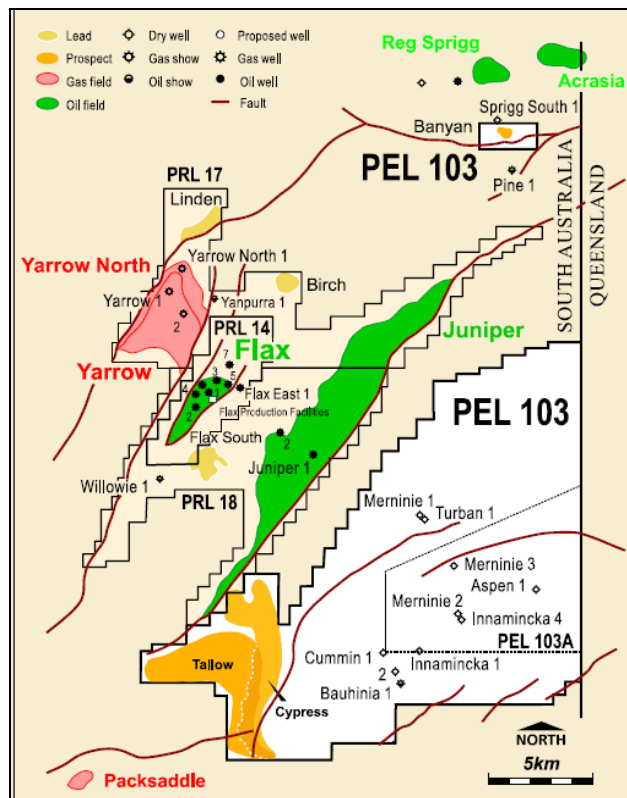 Lead
Dry well
Proposed well
Prospect
Gas show
Gas well
Gas field
Oil show
Oil well
Oil field
Fault
Reg Sprigg
Acrasia
Sprigg South 1
Banyan
PEL 103
Pine 1
SOUTH AUSTRALIA
QUEENSLAND
PRL 17
Linden
Yarrow North
Yarrow North 1
Yarrow 1
Yanpurra 1
Birch
2
PRL 14
Flax
Juniper
Yarrow
7
3
4
5
1
Flax East 1
2
Flax Production Facilities
Flax South
2
Juniper 1
PEL 103
Willowie 1
PRL 18
Merninie 1
Turban 1
Merninie 3
Aspen 1
Merninie 2
Innamincka 4
PEL 103A
Cummin 1
Innamincka 1
2
Bauhinia 1
Tallow
Cypress
NORTH
5km
Packsaddle